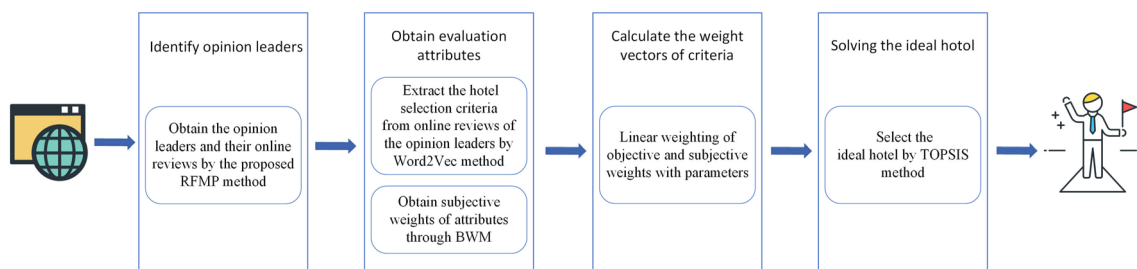 Identify opinion leaders
Obtain the opinion
leaders and their online
reviews by the proposed
RFMP method
Obtain evaluation
attributes
Extract the hotel
selection criteria
from online reviews of
the opinion leaders by
Word2Vec method
Obtain subjective
weights of attributes
through BWM
Calculate the weight
vectors of criteria
Linear weighting of
objective and subjective
weights with parameters
Solving the ideal hotol
Select the
ideal hotel by TOPSIS
method